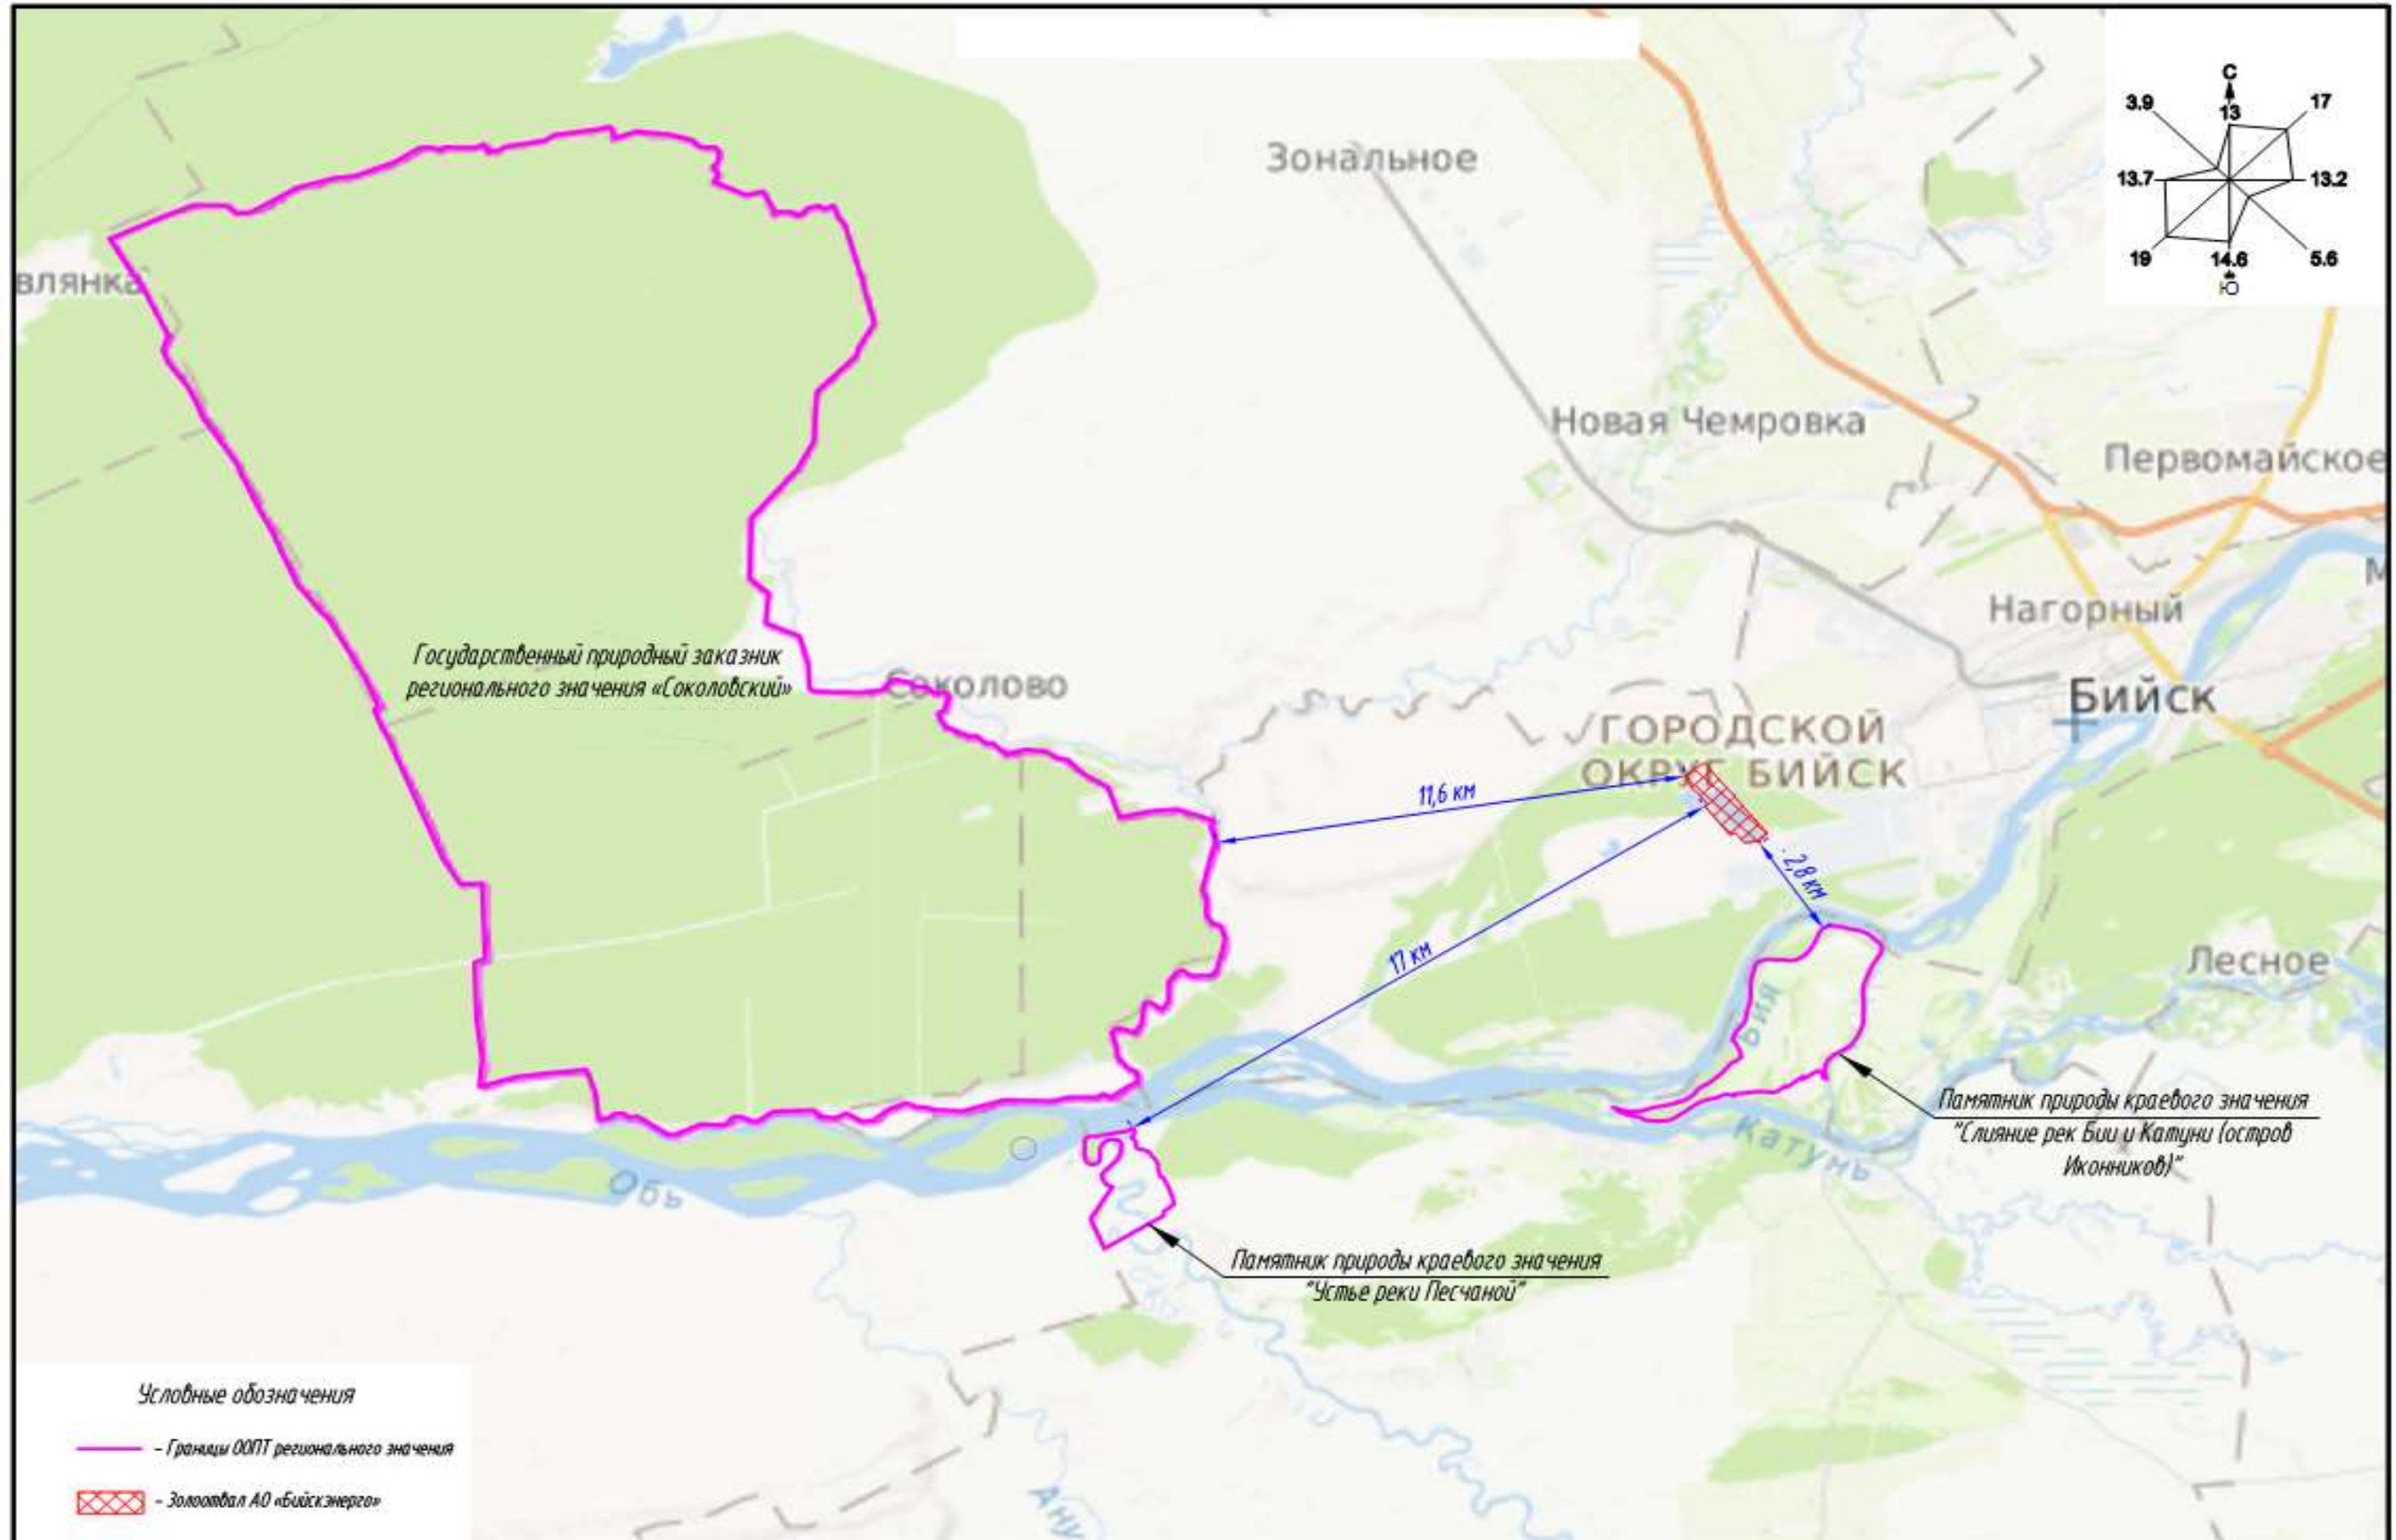 С
3.9
13
17
13.7
13.2
19
14.6
5.6
Ю
Зональное
влянка
Новая Чемровка
Первомайское
М
Нагорный
Государственный природный заказник
регионального значения «Соколовский»
Соколово
Бийск
ГОРОДСКОЙ
ОКРУГ БИЙСК
11,6 км
2,8 км
17 км
Лесное
Бия
Памятник природы краевого значения
"Слияние рек Бии и Катуни (остров
Иконников)"
Катунь
Обь
Памятник природы краевого значения
"Устье реки Песчаной"
Условные обозначения
- Границы ООПТ регионального значения
- Золоотвал АО «Бийскэнерго»
Ану